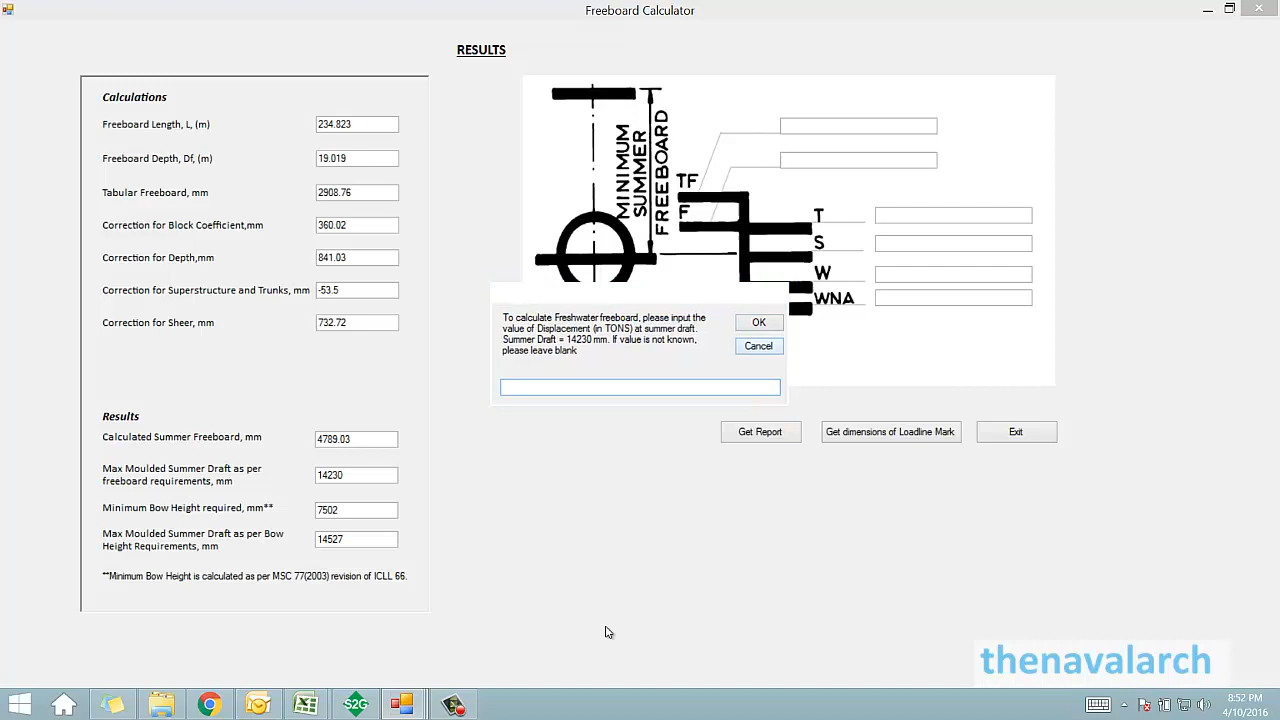 Freeboard Calculator
RESULTS
Calculations
Freeboard Length, L, (m)
234.823
Freeboard Depth, Df, (m)
19.019
Tabular Freeboard, mm
2908.76
Correction for Block Coefficient,mm
360.02
Correction for Depth,mm
841.03
Correction for Superstructure and Trunks, mm
-53.5
Correction for Sheer, mm
732.72
Results
Calculated Summer Freeboard, mm
4789.03
Max Moulded Summer Draft as per
freeboard requirements, mm
14230
Minimum Bow Height required, mm**
7502
Max Moulded Summer Draft as per Bow
Height Requirements, mm
14527
**Minimum Bow Height is calculated as per MSC 77(2003) revision of ICLL 66.
MINIMUM
SUMMER
FREEBOARD
TF
F
T
S
W
WNA
To calculate Freshwater freeboard, please input the
value of Displacement (in TONS) at summer draft.
Summer Draft = 14230 mm. If value is not known,
please leave blank
OK
Cancel
Get Report
Get dimensions of Loadline Mark
Exit
thenavalarch
S2G
8:52 PM
4/10/2016